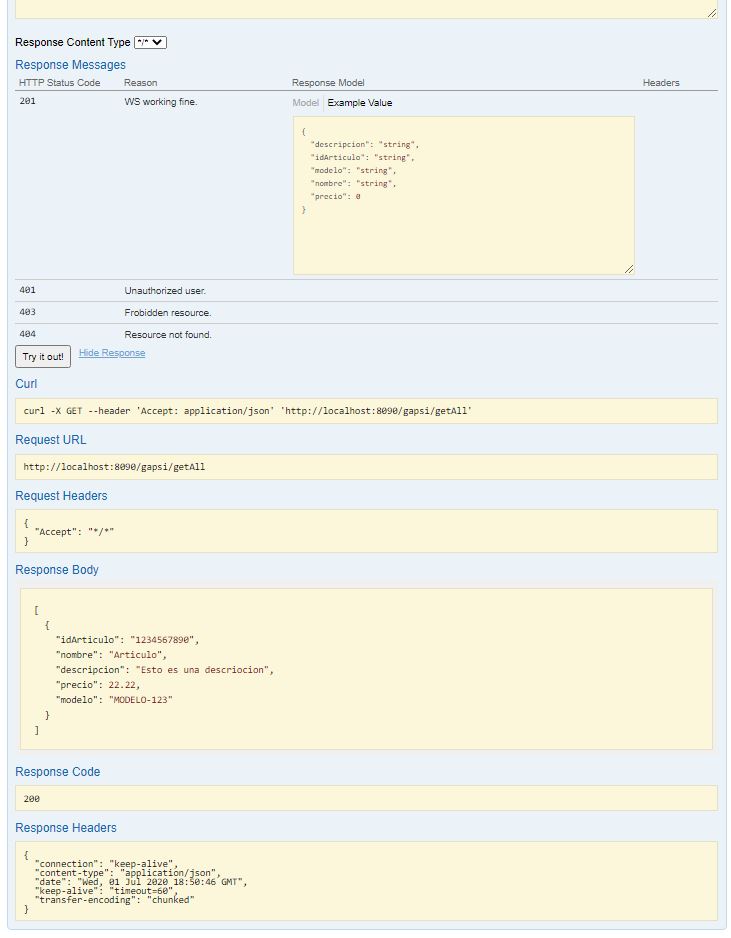 Response Content Type */*
Response Messages
HTTP Status Code Reason Response Model Headers
201 WS working fine. Model Example Value
{
"descripcion": "string",
"idArticulo": "string",
"modelo": "string",
"nombre": "string",
"precio": 0
}
401 Unauthorized user.
403 Frobidden resource.
404 Resource not found.
Try it out! Hide Response
Curl
curl -X GET --header 'Accept: application/json' 'http://localhost:8090/gapsi/getAll'
Request URL
http://localhost:8090/gapsi/getAll
Request Headers
{
"Accept": "*/*"
}
Response Body
[
{
"idArticulo": "1234567890",
"nombre": "Articulo",
"descripcion": "Esto es una descriocion",
"precio": 22.22,
"modelo": "MODELO-123"
}
]
Response Code
200
Response Headers
{
"connection": "keep-alive",
"content-type": "application/json",
"date": "Wed, 01 Jul 2020 18:50:46 GMT",
"keep-alive": "timeout=60",
"transfer-encoding": "chunked"
}